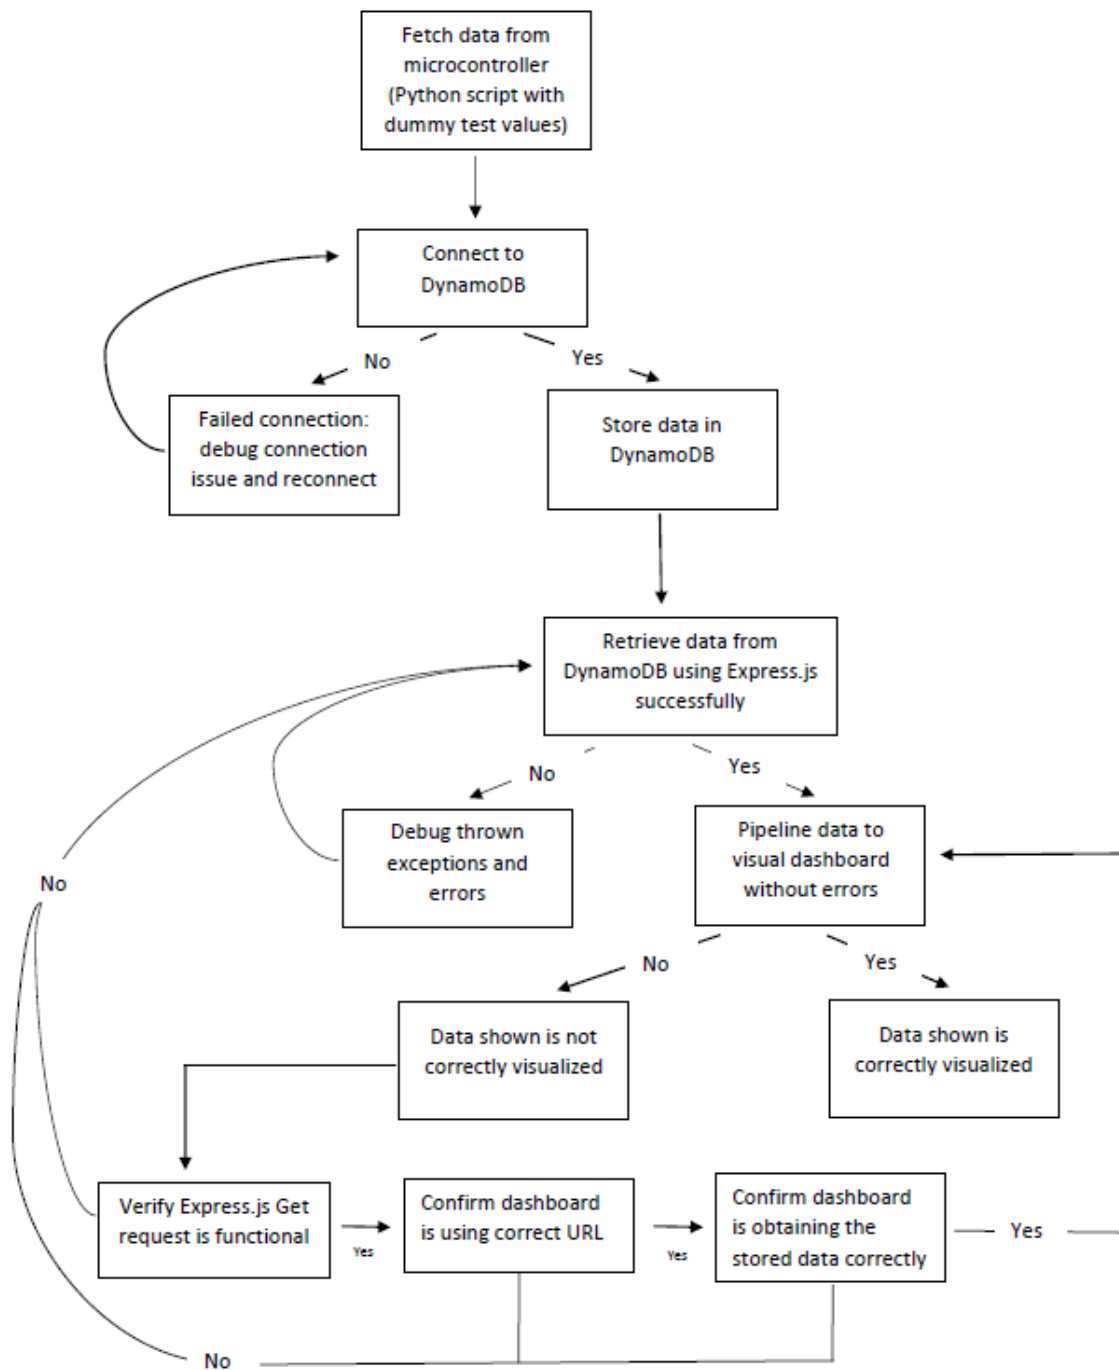 Fetch data from
microcontroller
(Python script with
dummy test values)
Connect to
DynamoDB
No
Yes
Failed connection:
debug connection
issue and reconnect
Store data in
DynamoDB
Retrieve data from
DynamoDB using Express.js
successfully
No
Yes
Debug thrown
exceptions and
errors
Pipeline data to
visual dashboard
without errors
No
No
Yes
Data shown is not
correctly visualized
Data shown is
correctly visualized
Verify Express.js Get
request is functional
Yes
Confirm dashboard
is using correct URL
Yes
Confirm dashboard
is obtaining the
stored data correctly
Yes
No